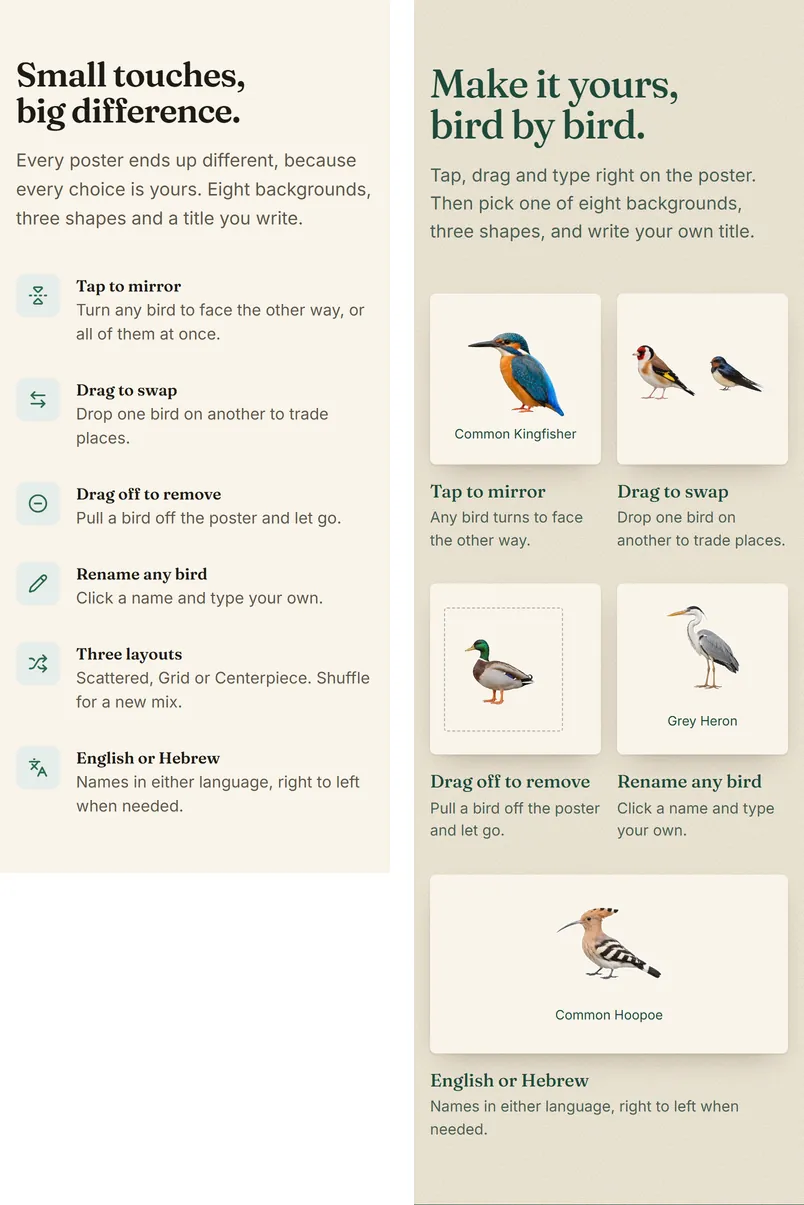 Small touches,
big difference.
Every poster ends up different, because
every choice is yours. Eight backgrounds,
three shapes and a title you write.
Tap to mirror
Turn any bird to face the other way, or
all of them at once.
Drag to swap
Drop one bird on another to trade
places.
Drag off to remove
Pull a bird off the poster and let go.
Rename any bird
Click a name and type your own.
Three layouts
Scattered, Grid or Centerpiece. Shuffle
for a new mix.
English or Hebrew
Names in either language, right to left
when needed.
Make it yours,
bird by bird.
Tap, drag and type right on the poster.
Then pick one of eight backgrounds,
three shapes, and write your own title.
Common Kingfisher
Tap to mirror
Any bird turns to face
the other way.
Drag to swap
Drop one bird on
another to trade places.
Drag off to remove
Pull a bird off the poster
and let go.
Grey Heron
Rename any bird
Click a name and type
your own.
Common Hoopoe
English or Hebrew
Names in either language, right to left when
needed.